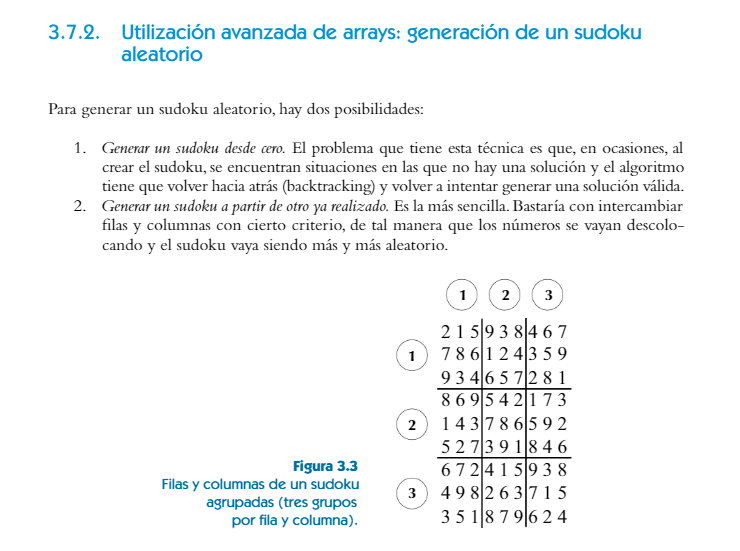 3.7.2. Utilización avanzada de arrays: generación de un sudoku
aleatorio
Para generar un sudoku aleatorio, hay dos posibilidades:
1. Generar un sudoku desde cero. El problema que tiene esta técnica es que, en ocasiones, al
crear el sudoku, se encuentran situaciones en las que no hay una solución y el algoritmo
tiene que volver hacia atrás (backtracking) y volver a intentar generar una solución válida.
2. Generar un sudoku a partir de otro ya realizado. Es la más sencilla. Bastaría con intercambiar
filas y columnas con cierto criterio, de tal manera que los números se vayan descolo-
cando y el sudoku vaya siendo más y más aleatorio.
1 2 3
2 1 5 9 3 8 4 6 7
1 7 8 6 1 2 4 3 5 9
9 3 4 6 5 7 2 8 1
8 6 9 5 4 2 1 7 3
2 1 4 3 7 8 6 5 9 2
5 2 7 3 9 1 8 4 6
6 7 2 4 1 5 9 3 8
3 4 9 8 2 6 3 7 1 5
3 5 1 8 7 9 6 2 4
Figura 3.3
Filas y columnas de un sudoku
agrupadas (tres grupos
por fila y columna).